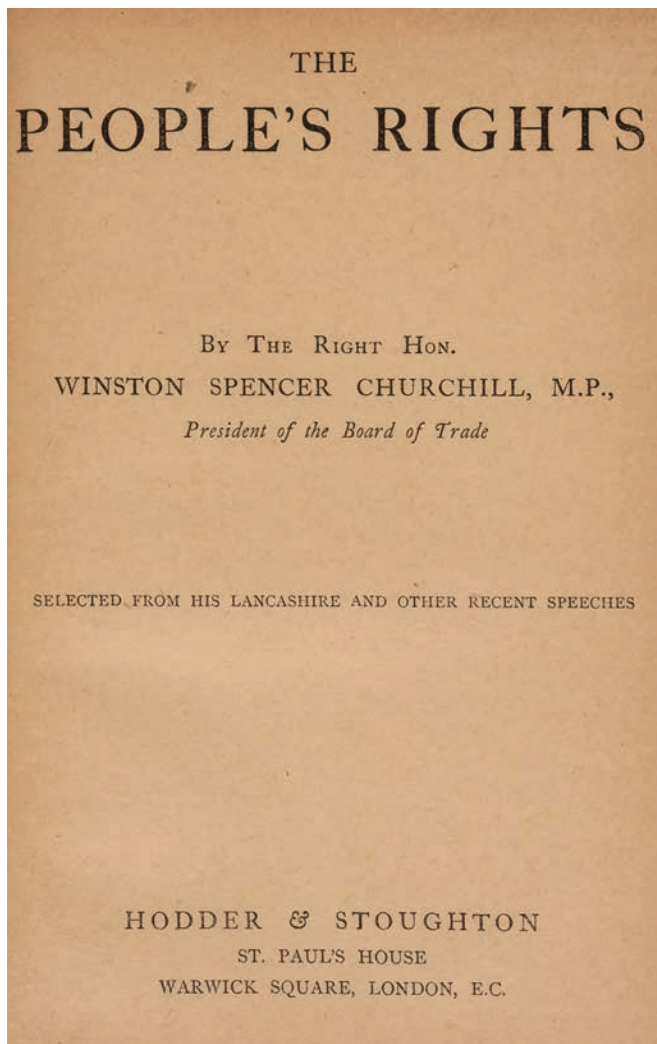 THE
PEOPLE'S RIGHTS
BY THE RIGHT HON.
WINSTON SPENCER CHURCHILL, M.P.,
President of the Board of Trade
SELECTED FROM HIS LANCASHIRE AND OTHER RECENT SPEECHES
HODDER & STOUGHTON
ST. PAUL'S HOUSE
WARWICK SQUARE, LONDON, E.C.